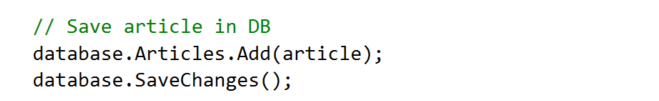 // Save article in DB
database.Articles.Add(article);
database.SaveChanges();